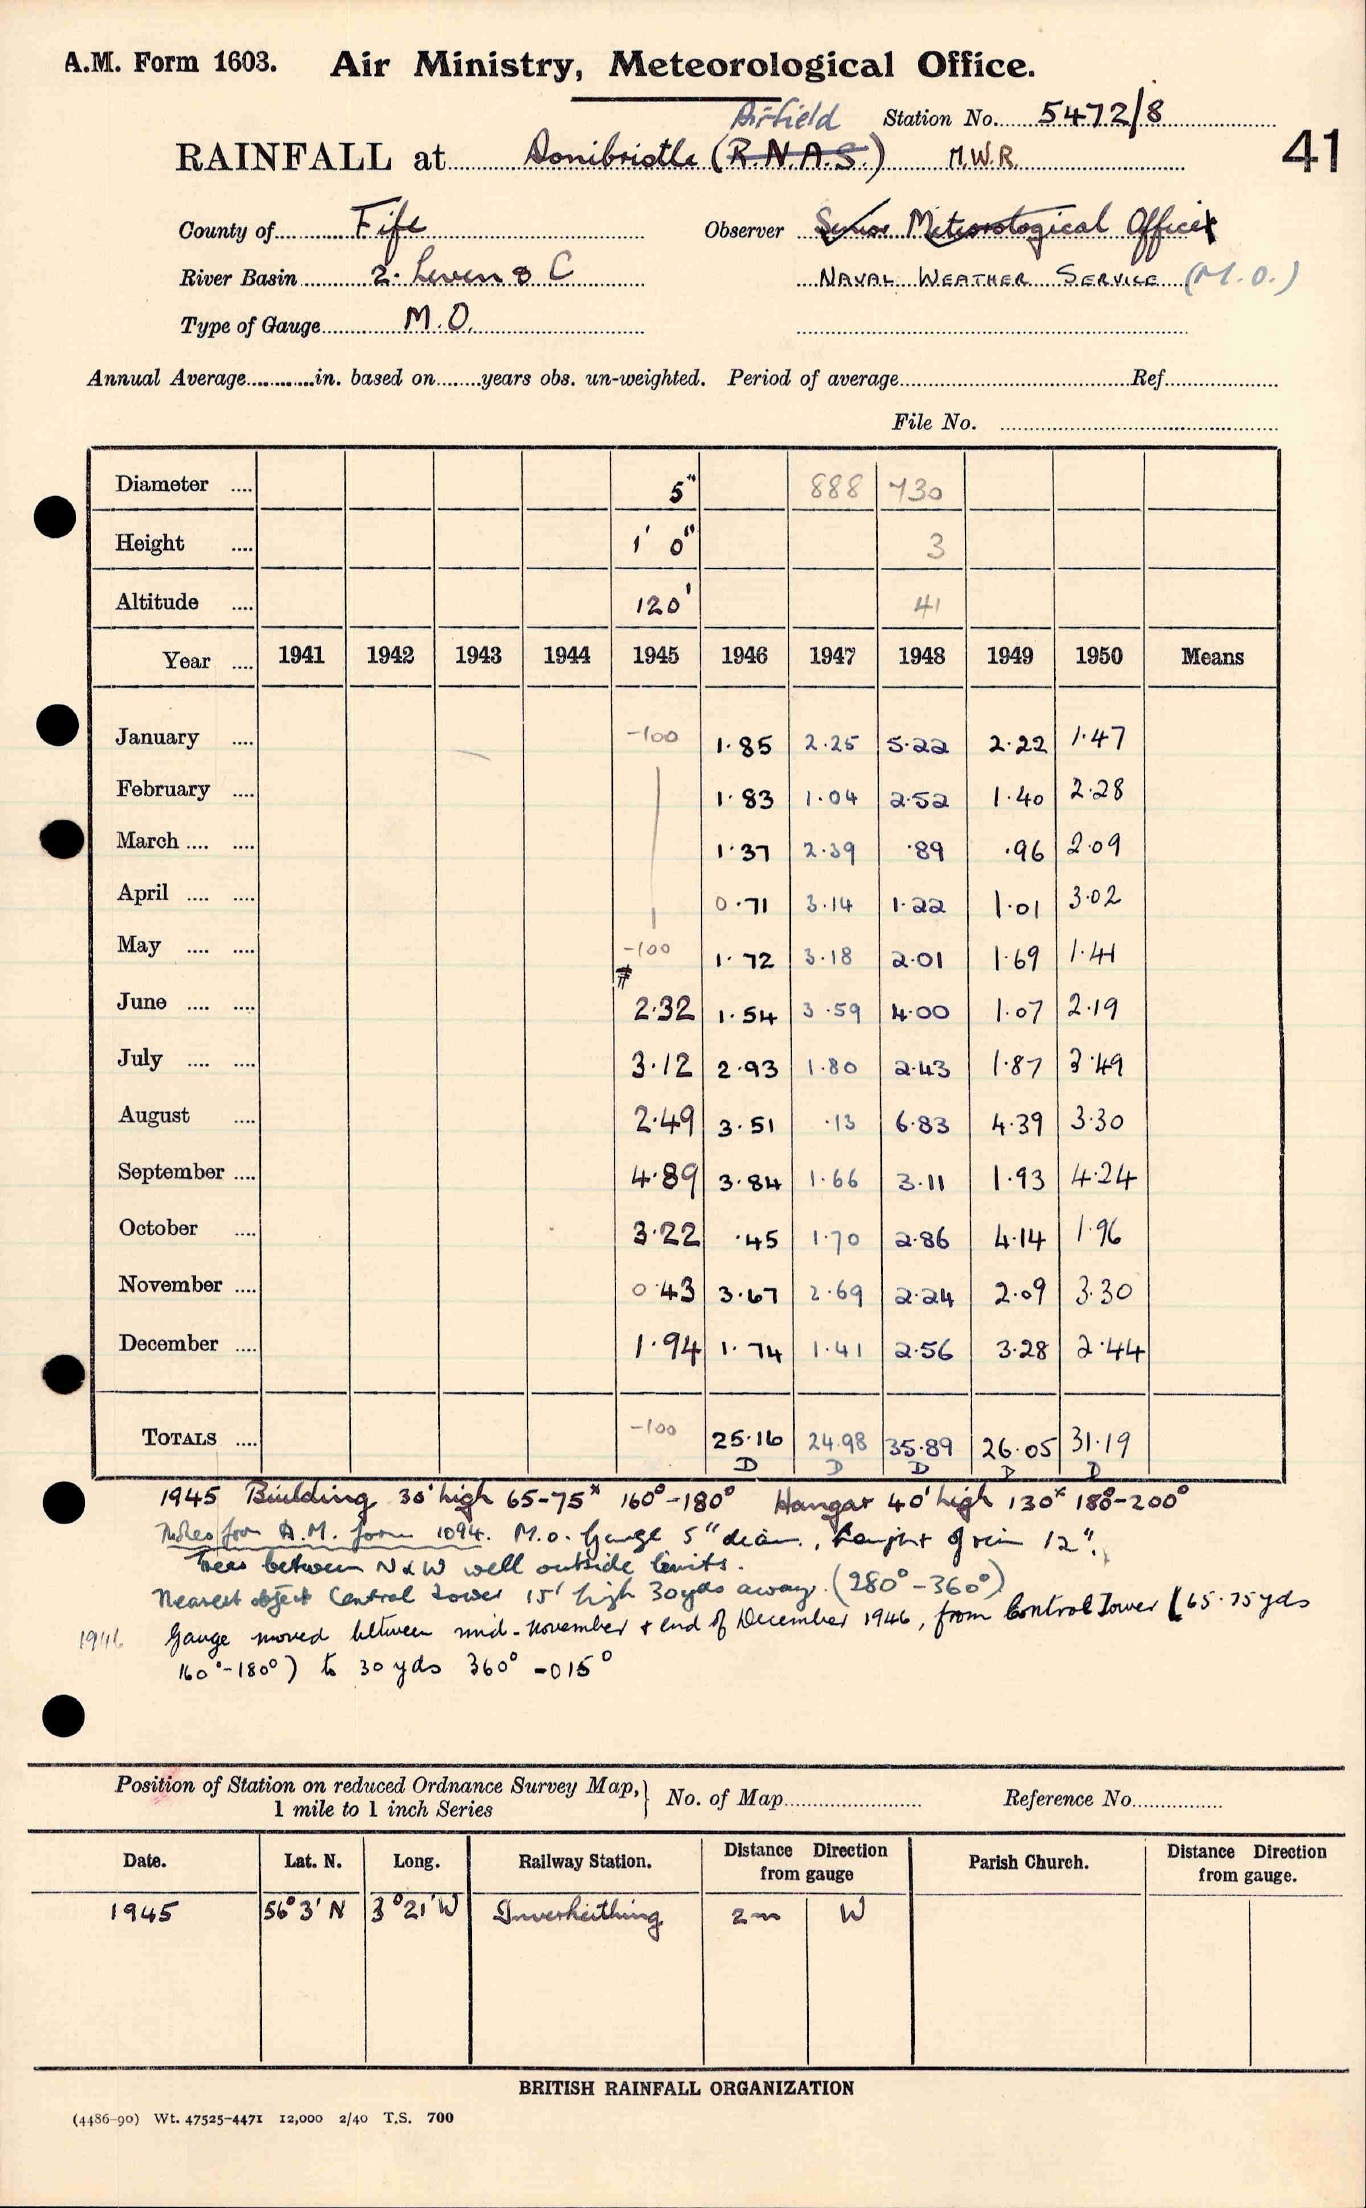 A.M. Form 1603. Air Ministry, Meteorological Office.
Airfield Station No. 5472/8
RAINFALL at Donibristle (R.N.A.S.) M.W.R. 41
County of Fife Observer Senior Meteorological Officer
River Basin 2. Leven & C NAVAL WEATHER SERVICE (M.O.)
Type of Gauge M.O.
Annual Average in. based on years obs. un-weighted. Period of average Ref
File No.
Diameter 5" 888 730
Height 1' 0" 3
Altitude 120' 41
Year 1941 1942 1943 1944 1945 1946 1947 1948 1949 1950 Means
January -100 1.85 2.25 5.22 2.22 1.47
February 1.83 1.04 2.52 1.40 2.28
March 1.37 2.39 .89 .96 2.09
April 0.71 3.14 1.22 1.01 3.02
May -100 1.72 3.18 2.01 1.69 1.41
June 2.32 1.54 3.59 4.00 1.07 2.19
July 3.12 2.93 1.80 2.43 1.87 3.49
August 2.49 3.51 .13 6.83 4.39 3.30
September 4.89 3.84 1.66 3.11 1.93 4.24
October 3.22 .45 1.70 2.86 4.14 1.96
November 0.43 3.67 2.69 2.24 2.09 3.30
December 1.94 1.74 1.41 2.56 3.28 2.44
TOTALS -100 25.16 24.98 35.89 26.05 31.19
D D D D D
1945 Building 30' high 65-75x 160°-180° Hangar 40' high 130x 180°-200°
Notes from A.M. form 1094. M.O. Gauge 5" diam., height of rim 12".
Trees between N & W well outside limits.
Nearest object Control Tower 15' high 30yds away. (280°-360°)
1946 Gauge moved between mid-November & end of December 1946, from Control Tower (65-75yds
160°-180°) to 30 yds 360°-015°
Position of Station on reduced Ordnance Survey Map, 1 mile to 1 inch Series No. of Map Reference No.
Date. Lat. N. Long. Railway Station. Distance Direction from gauge Parish Church. Distance Direction from gauge.
1945 56°3'N 3°21'W Inverkeithing 2m W
BRITISH RAINFALL ORGANIZATION
(4486-90) Wt. 47525-4471 12,000 2/40 T.S. 700